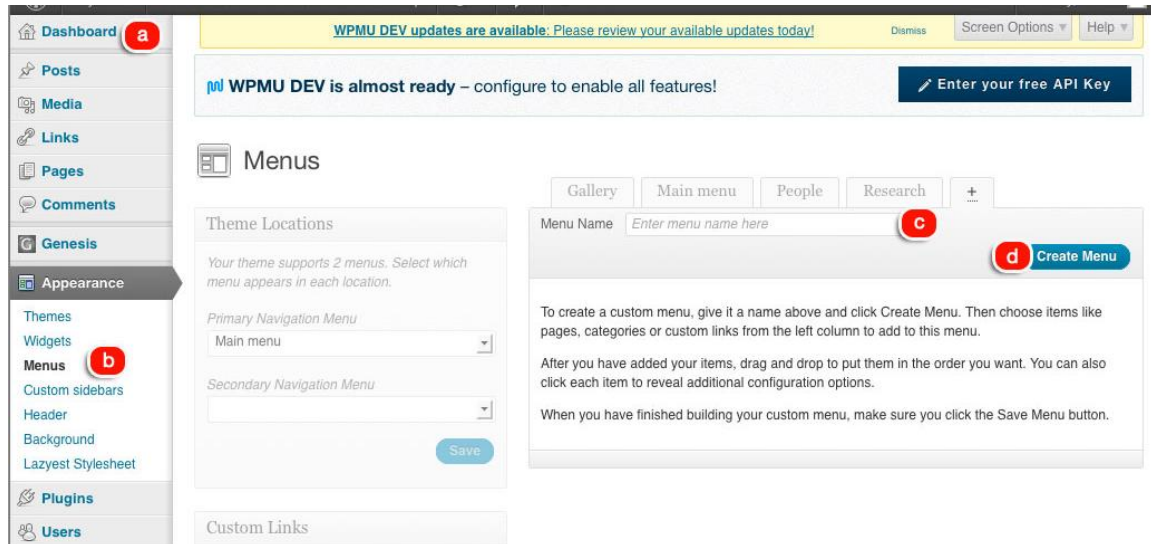 Dashboard
a
WPMU DEV updates are available: Please review your available updates today!
Dismiss
Screen Options
Help
Posts
Media
Links
Pages
Comments
Genesis
Appearance
Themes
Widgets
Menus
b
Custom sidebars
Header
Background
Lazyest Stylesheet
Plugins
Users
WPMU DEV is almost ready – configure to enable all features!
Enter your free API Key
Menus
Theme Locations
Your theme supports 2 menus. Select which
menu appears in each location.
Primary Navigation Menu
Main menu
Secondary Navigation Menu
Save
Custom Links
Gallery
Main menu
People
Research
+
Menu Name
Enter menu name here
c
d
Create Menu
To create a custom menu, give it a name above and click Create Menu. Then choose items like
pages, categories or custom links from the left column to add to this menu.
After you have added your items, drag and drop to put them in the order you want. You can also
click each item to reveal additional configuration options.
When you have finished building your custom menu, make sure you click the Save Menu button.